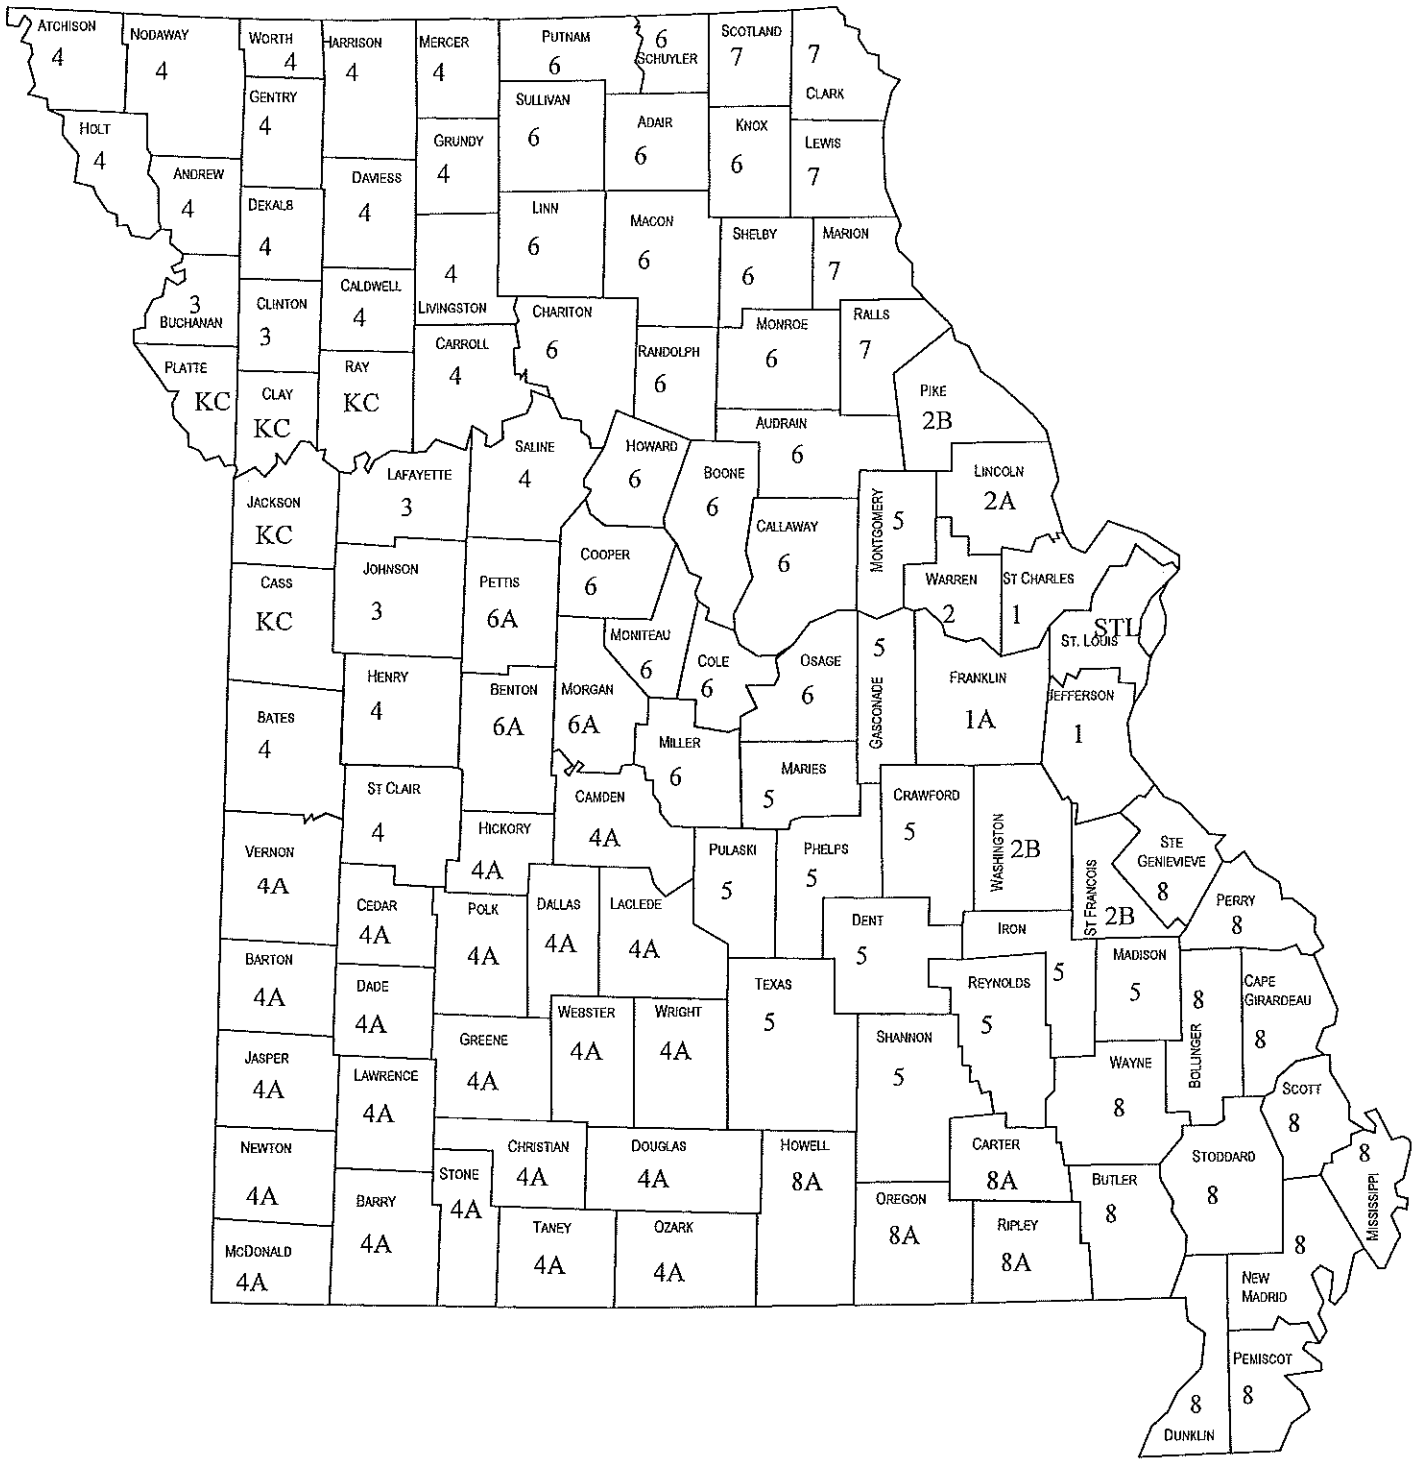 ATCHISON
4
NODAWAY
4
WORTH
4
HARRISON
4
MERCER
4
PUTNAM
6
6
SCHUYLER
SCOTLAND
7
7
CLARK
HOLT
4
GENTRY
4
GRUNDY
4
SULLIVAN
6
ADAIR
6
KNOX
6
LEWIS
7
ANDREW
4
DEKALB
4
DAVIESS
4
LINN
6
MACON
6
SHELBY
6
MARION
7
3
BUCHANAN
CLINTON
3
CALDWELL
4
4
LIVINGSTON
CHARITON
6
RANDOLPH
6
MONROE
6
RALLS
7
PLATTE
KC
CLAY
KC
RAY
KC
CARROLL
4
PIKE
2B
SALINE
4
HOWARD
6
BOONE
6
AUDRAIN
6
LINCOLN
2A
JACKSON
KC
LAFAYETTE
3
COOPER
6
CALLAWAY
6
MONTGOMERY
5
WARREN
2
ST CHARLES
1
CASS
KC
JOHNSON
3
PETTIS
6A
MONITEAU
6
COLE
6
OSAGE
6
5
GASCONADE
FRANKLIN
1A
ST. LOUIS
STL
JEFFERSON
1
BATES
4
HENRY
4
BENTON
6A
MORGAN
6A
MILLER
6
MARIES
5
ST CLAIR
4
HICKORY
4A
CAMDEN
4A
PULASKI
5
PHELPS
5
CRAWFORD
5
WASHINGTON
2B
ST FRANCOIS
2B
STE
GENIEVIEVE
8
PERRY
8
VERNON
4A
CEDAR
4A
POLK
4A
DALLAS
4A
LACLEDE
4A
DENT
5
IRON
5
MADISON
5
8
BOLLINGER
CAPE
GIRARDEAU
8
BARTON
4A
DADE
4A
GREENE
4A
WEBSTER
4A
WRIGHT
4A
TEXAS
5
SHANNON
5
REYNOLDS
5
WAYNE
8
SCOTT
8
JASPER
4A
LAWRENCE
4A
NEWTON
4A
BARRY
4A
STONE
4A
CHRISTIAN
4A
DOUGLAS
4A
HOWELL
8A
CARTER
8A
BUTLER
8
STODDARD
8
8
MISSISSIPPI
MCDONALD
4A
TANEY
4A
OZARK
4A
OREGON
8A
RIPLEY
8A
8
NEW
MADRID
PEMISCOT
8
8
DUNKLIN